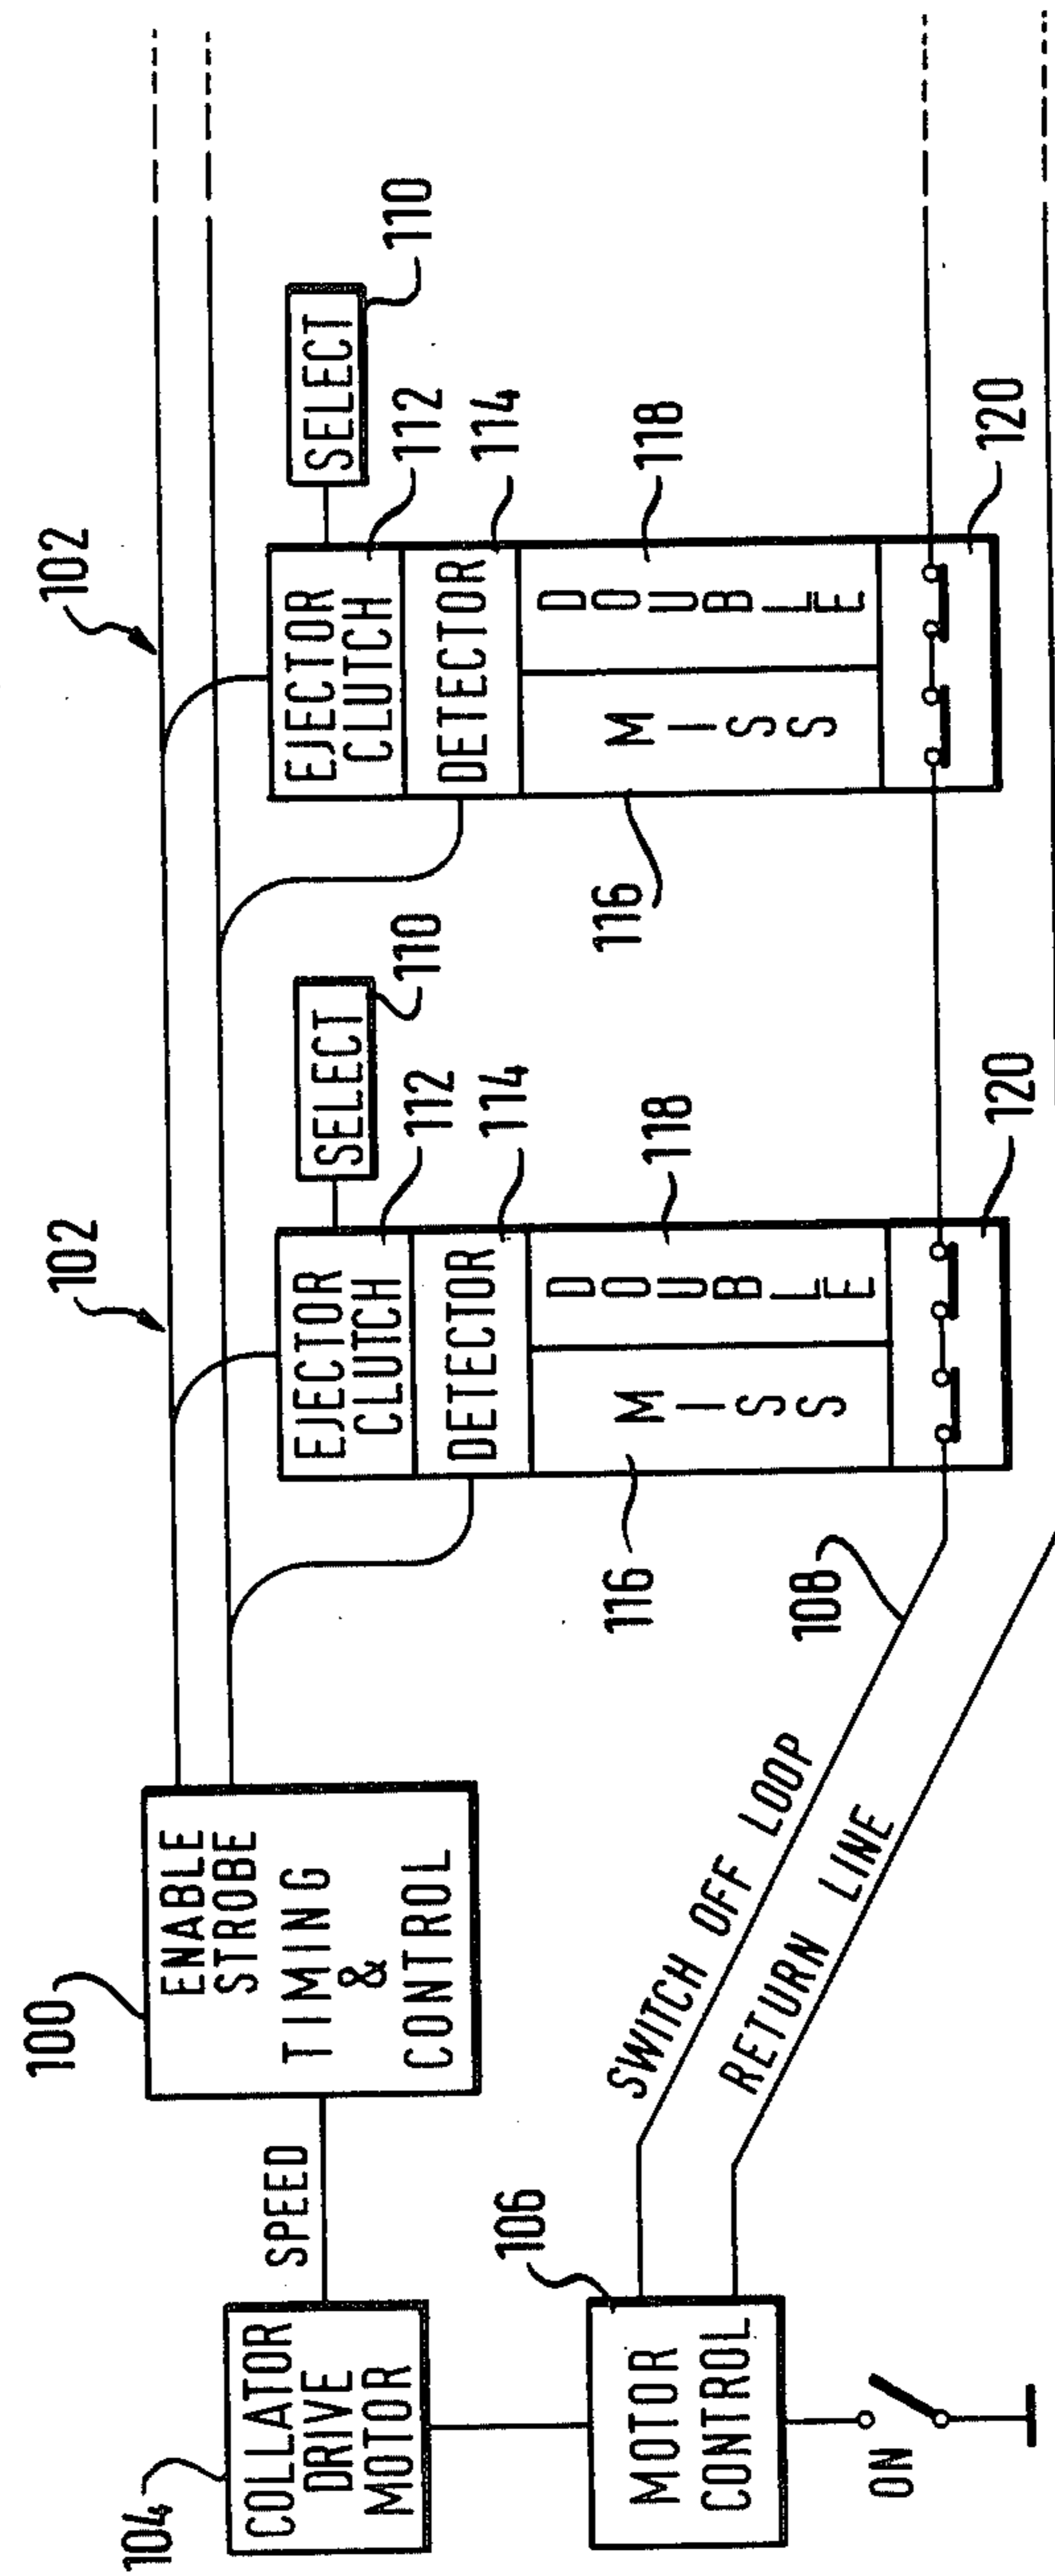 102
102
100
ENABLE
STROBE
TIMING
&
CONTROL
104
COLLATOR
DRIVE
MOTOR
SPEED
106
MOTOR
CONTROL
ON
SWITCH OFF LOOP
RETURN LINE
108
EJECTOR
CLUTCH
DETECTOR
MISS
DOUBLE
SELECT
110
112
114
116
118
120
EJECTOR
CLUTCH
DETECTOR
MISS
DOUBLE
SELECT
110
112
114
116
118
120